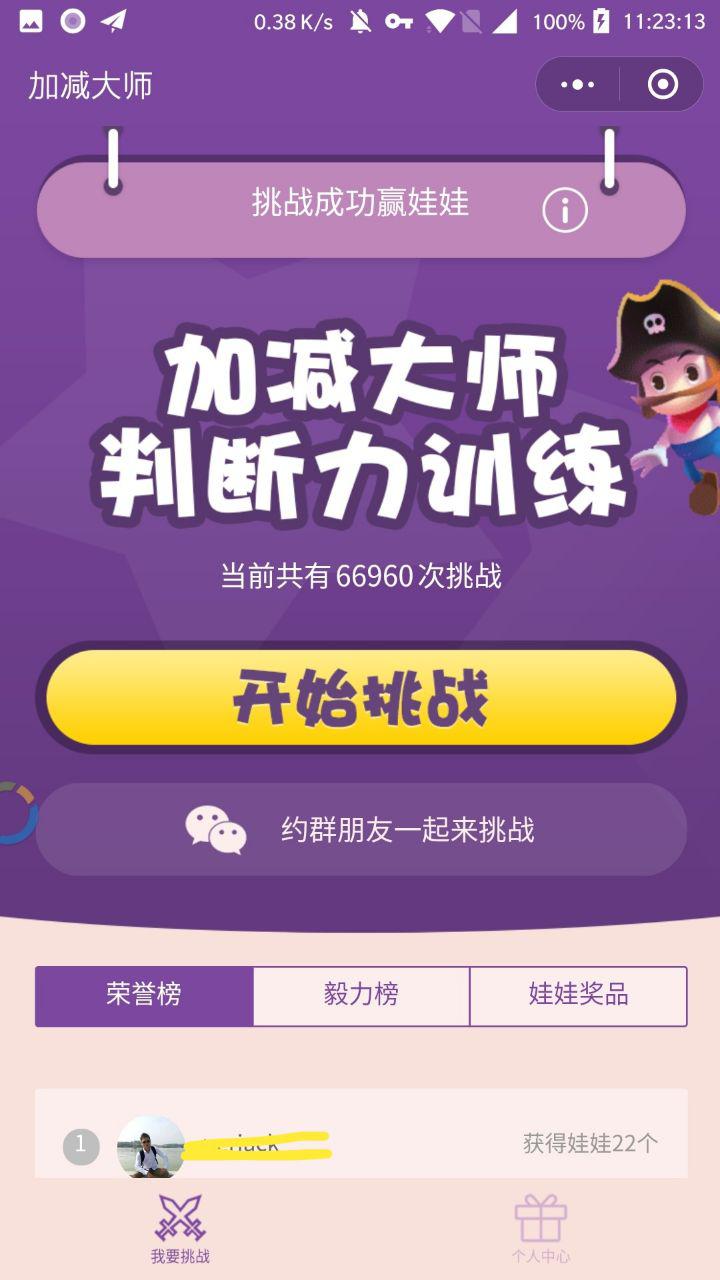 0.38 K/s 100% 11:23:13
加减大师
挑战成功赢娃娃
加减大师
判断力训练
当前共有66960次挑战
开始挑战
约群朋友一起来挑战
荣誉榜 毅力榜 娃娃奖品
1 获得娃娃22个
我要挑战 个人中心